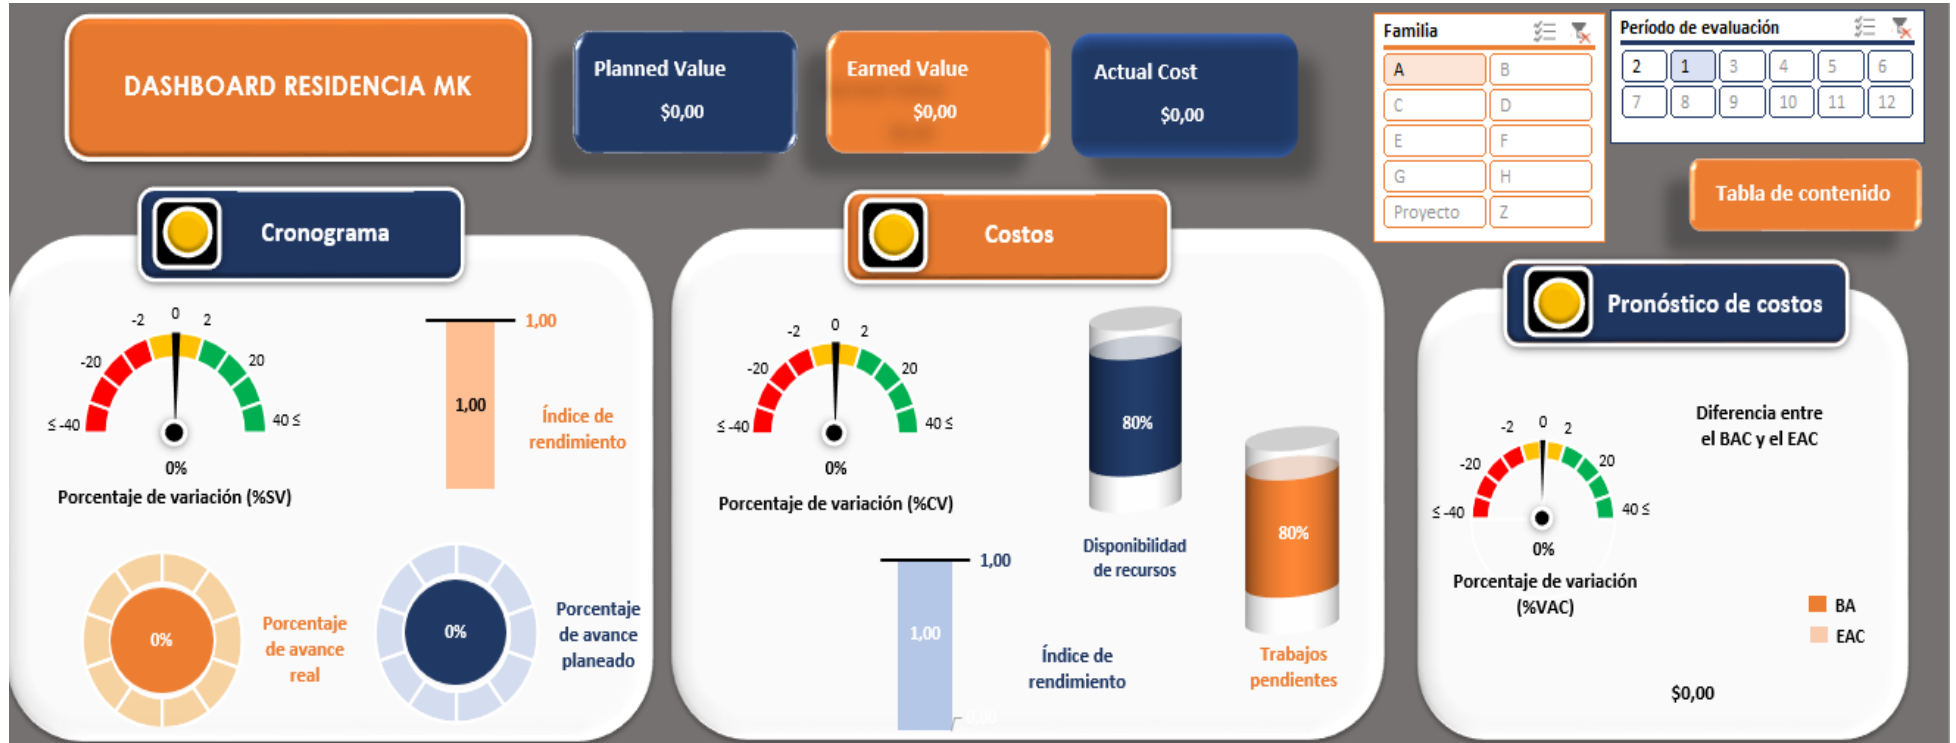 DASHBOARD RESIDENCIA MK
Planned Value
$0,00
Earned Value
$0,00
Actual Cost
$0,00
Familia
A
B
C
D
E
F
G
H
Proyecto
Z
Período de evaluación
2 1 3 4 5 6
7 8 9 10 11 12
Tabla de contenido
Cronograma
-2 0 2
-20 20
≤ -40 40 ≤
0%
Porcentaje de variación (%SV)
1,00
1,00
Índice de
rendimiento
0%
Porcentaje
de avance
real
0%
Porcentaje
de avance
planeado
Costos
-2 0 2
-20 20
≤ -40 40 ≤
0%
Porcentaje de variación (%CV)
80%
Disponibilidad
de recursos
80%
Trabajos
pendientes
1,00
1,00
0,00
Índice de
rendimiento
Pronóstico de costos
-2 0 2
-20 20
≤ -40 40 ≤
0%
Porcentaje de variación
(%VAC)
Diferencia entre
el BAC y el EAC
BA
EAC
$0,00